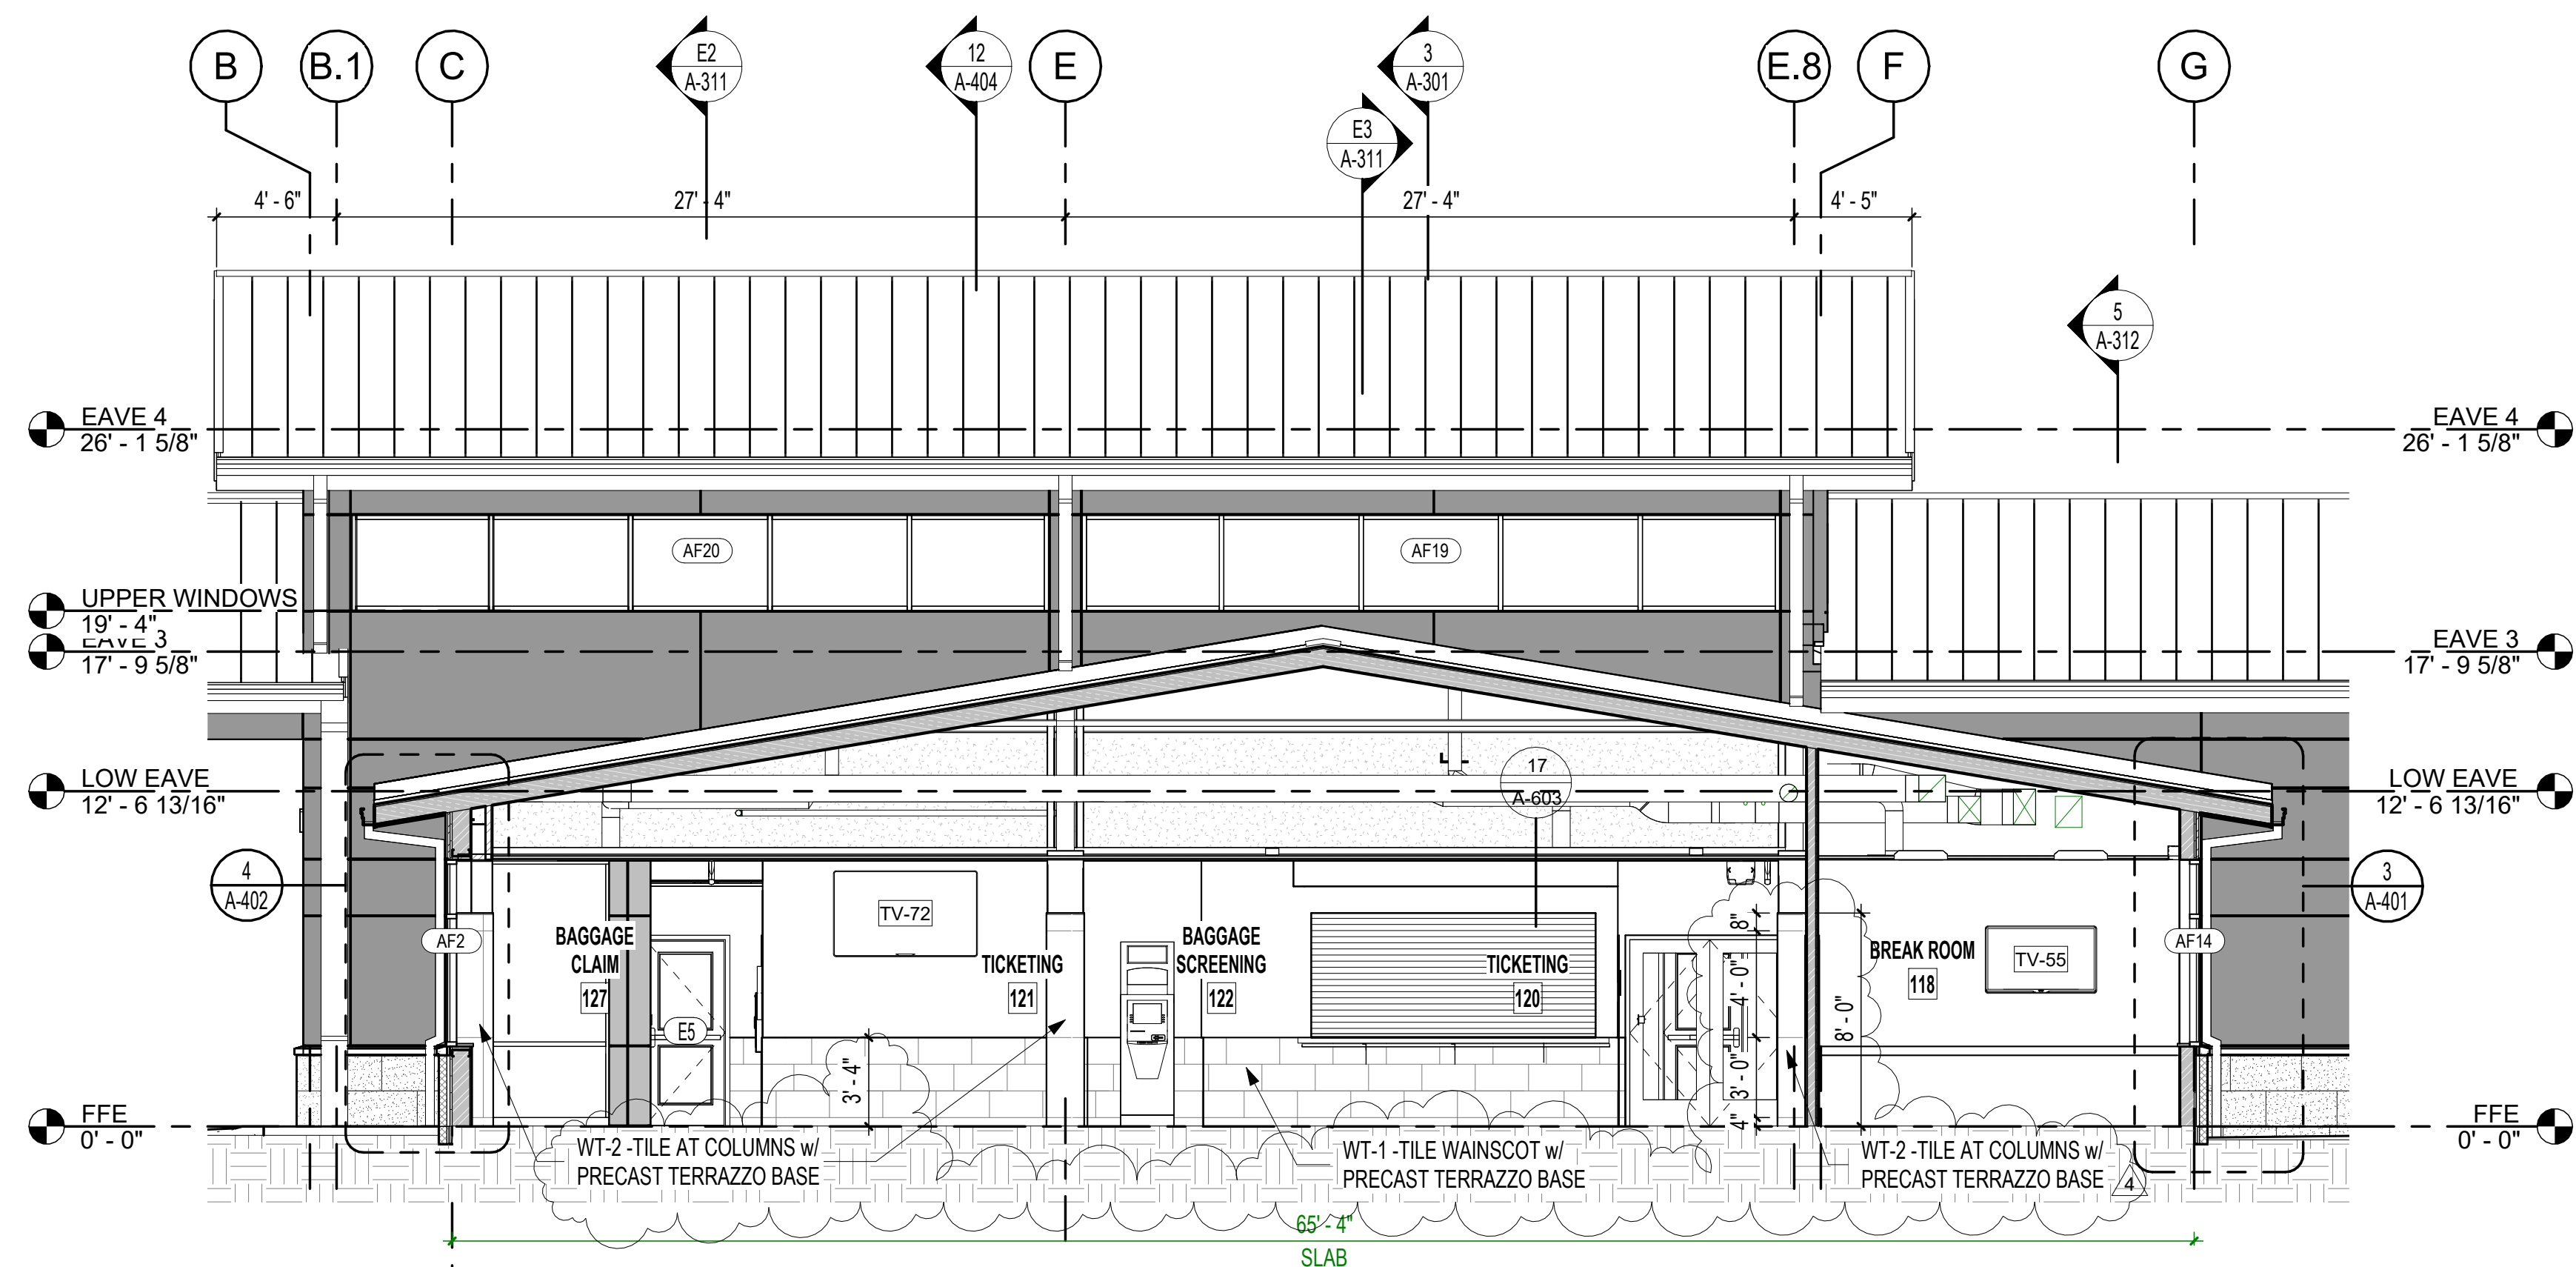 B
B.1
C
E2
A-311
12
A-404
E
3
A-301
E3
A-311
E.8
F
G
4' - 6"
27' - 4"
27' - 4"
4' - 5"
5
A-312
EAVE 4
26' - 1 5/8"
EAVE 4
26' - 1 5/8"
AF20
AF19
UPPER WINDOWS
19' - 4"
EAVE 3
17' - 9 5/8"
EAVE 3
17' - 9 5/8"
LOW EAVE
12' - 6 13/16"
17
A-603
LOW EAVE
12' - 6 13/16"
4
A-402
3
A-401
AF2
BAGGAGE
CLAIM
127
E5
TV-72
TICKETING
121
BAGGAGE
SCREENING
122
TICKETING
120
8"
4' - 0"
3' - 0"
4"
8' - 0"
BREAK ROOM
118
TV-55
AF14
3' - 4"
FFE
0' - 0"
FFE
0' - 0"
WT-2 -TILE AT COLUMNS w/
PRECAST TERRAZZO BASE
WT-1 -TILE WAINSCOT w/
PRECAST TERRAZZO BASE
WT-2 -TILE AT COLUMNS w/
PRECAST TERRAZZO BASE
4
65' - 4"
SLAB